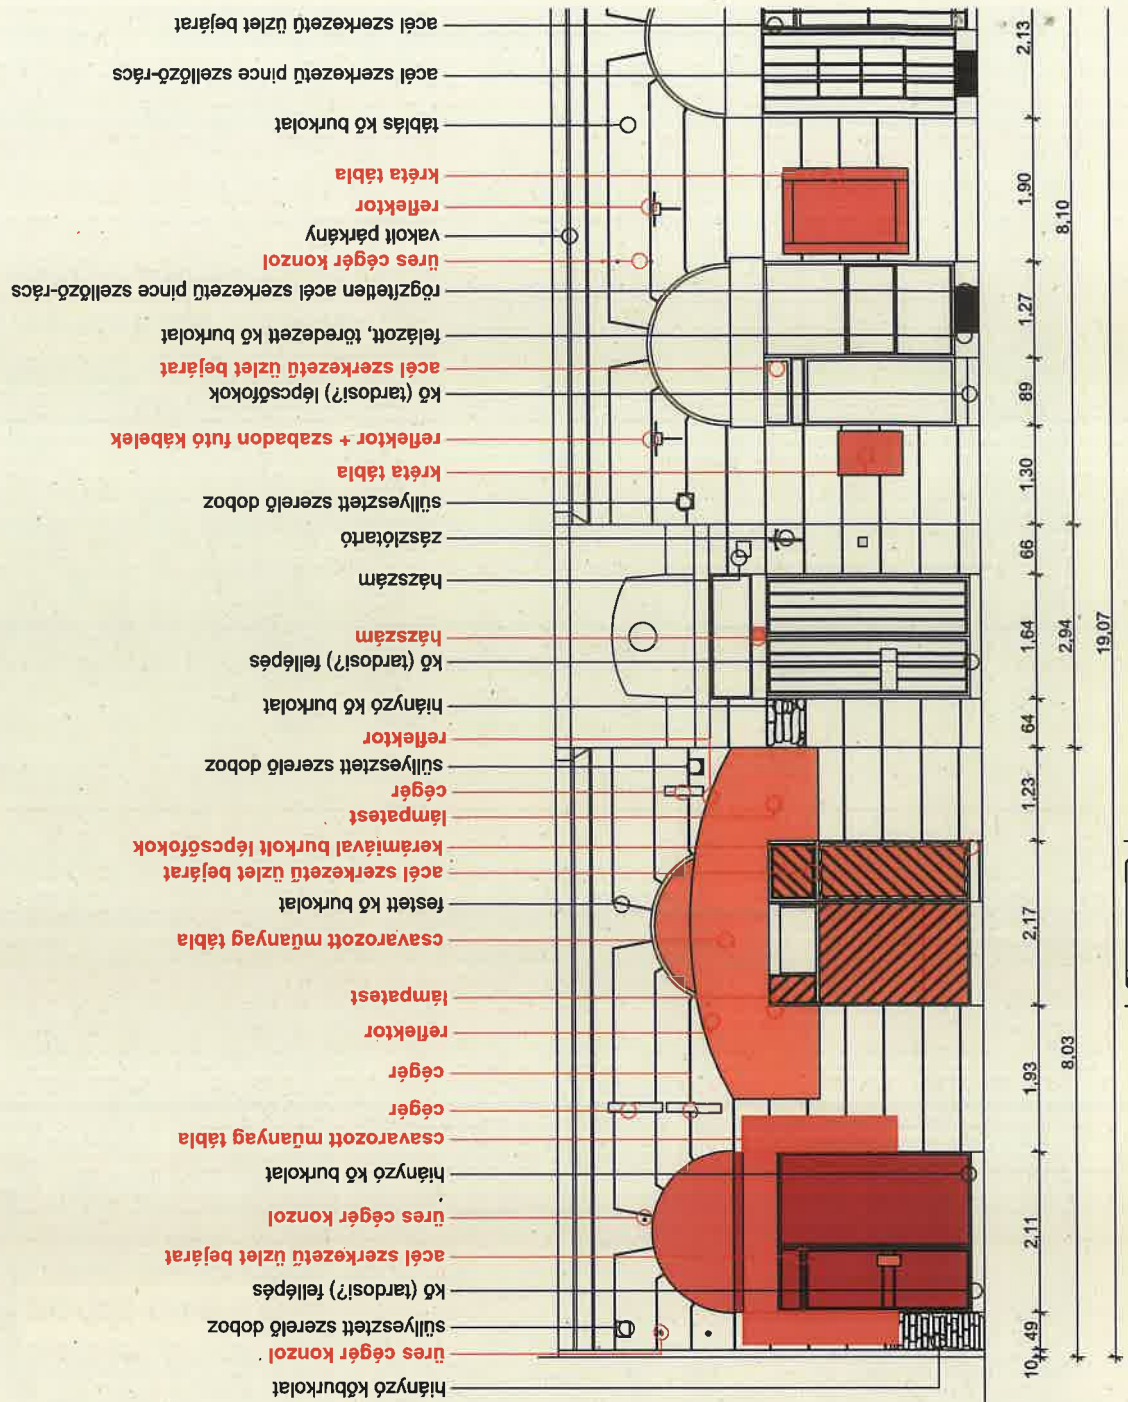 hiányzó kőburkolat
üres cégér konzol
süllyesztett szerelő doboz
kő (tardosi?) fellépés
acél szerkezetű üzlet bejárat
üres cégér konzol
hiányzó kő burkolat
csavarozott műanyag tábla
cégér
cégér
reflektor
lámpatest
csavarozott műanyag tábla
festett kő burkolat
acél szerkezetű üzlet bejárat
kerámiával burkolt lépcsőfokok
lámpatest
cégér
süllyesztett szerelő doboz
reflektor
hiányzó kő burkolat
kő (tardosi?) fellépés
házszám
házszám
zászlótartó
süllyesztett szerelő doboz
kréta tábla
reflektor + szabadon futó kábelek
kő (tardosi?) lépcsőfokok
acél szerkezetű üzlet bejárat
felázott, töredezett kő burkolat
rögzítetlen acél szerkezetű pince szellőző-rács
üres cégér konzol
vakolt párkány
reflektor
kréta tábla
táblás kő burkolat
acél szerkezetű pince szellőző-rács
acél szerkezetű üzlet bejárat
10 49 2,11 1,93 2,17 1,23 64 1,64 66 1,30 89 1,27 1,90 2,13
8,03 2,94 8,10
19,07